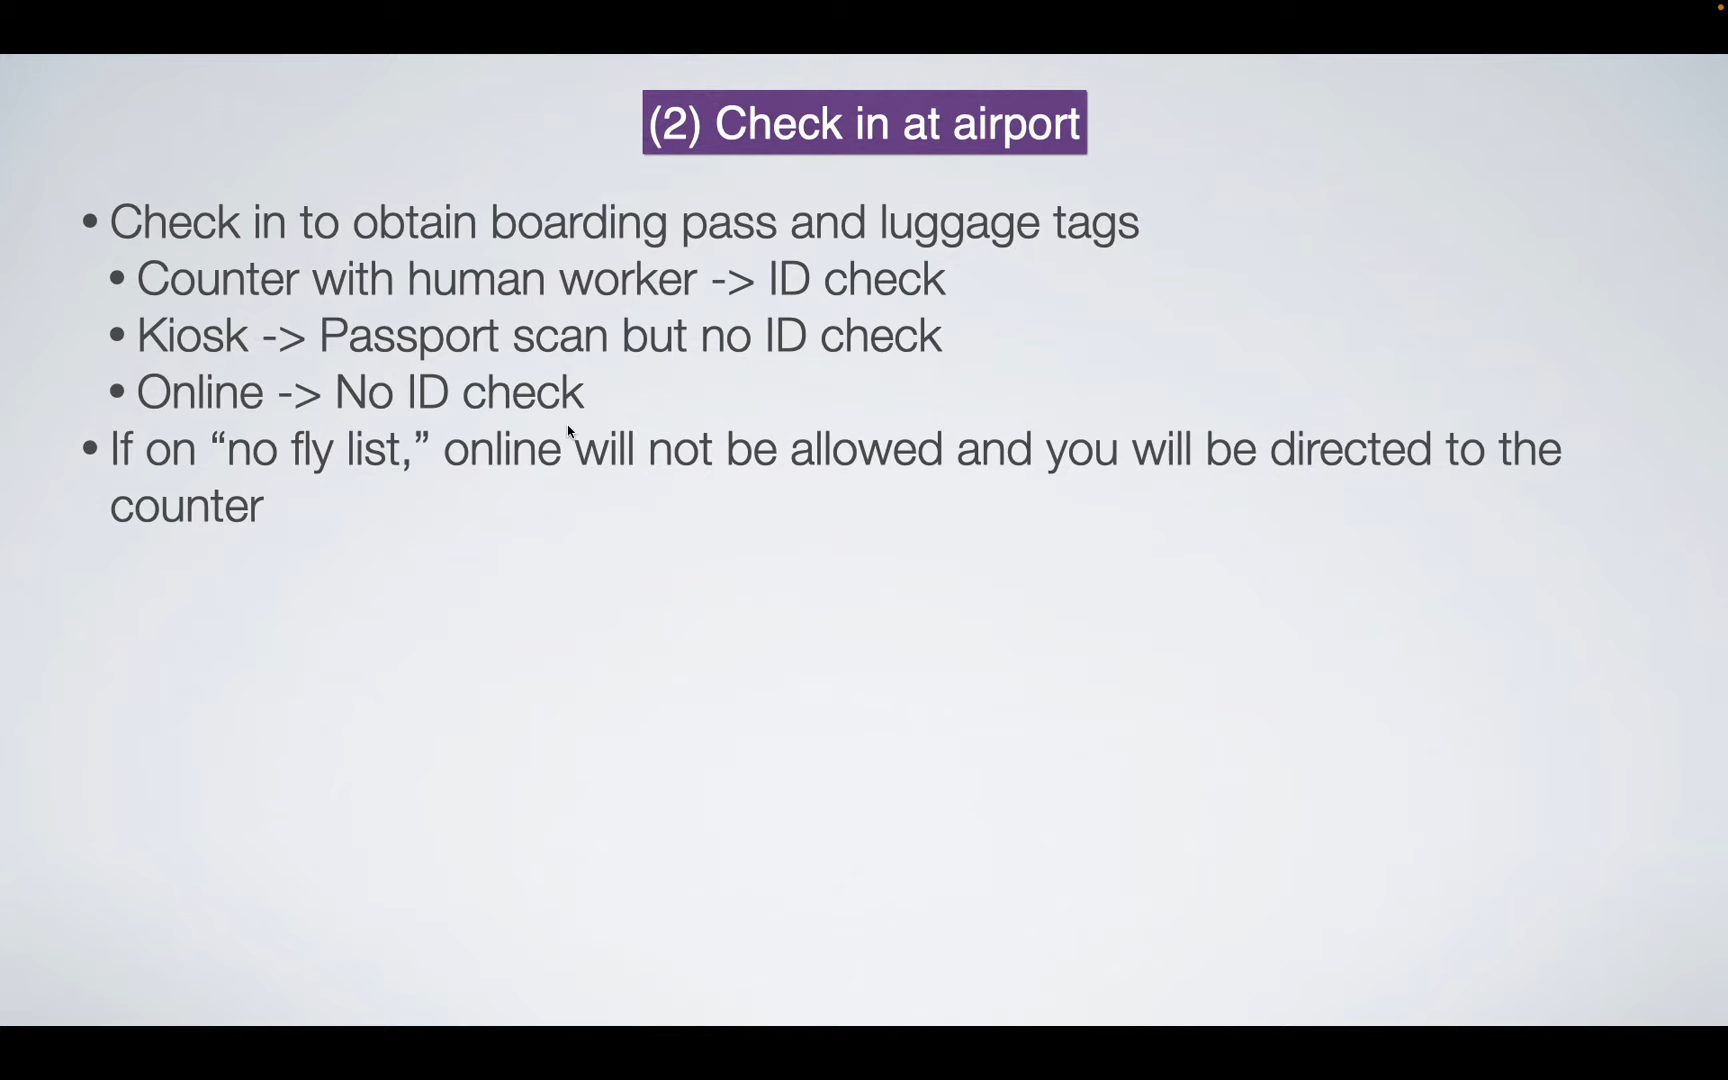 (2) Check in at airport
• Check in to obtain boarding pass and luggage tags
• Counter with human worker -> ID check
• Kiosk -> Passport scan but no ID check
• Online -> No ID check
• If on “no fly list,” online will not be allowed and you will be directed to the
counter